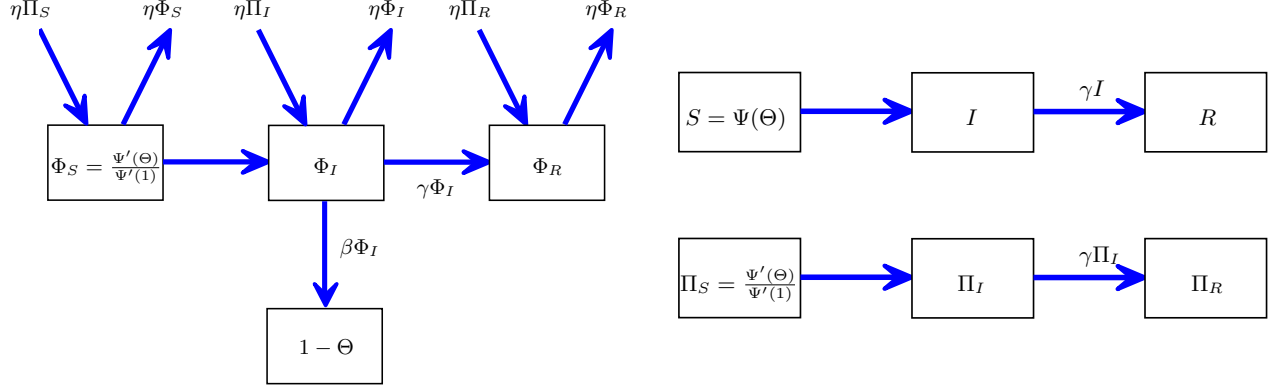 ηΠ_S ηΦ_S ηΠ_I ηΦ_I ηΠ_R ηΦ_R
Φ_S = Ψ′(Θ)/Ψ′(1) Φ_I Φ_R
γΦ_I
βΦ_I
1 − Θ
γI
S = Ψ(Θ) I R
γΠ_I
Π_S = Ψ′(Θ)/Ψ′(1) Π_I Π_R